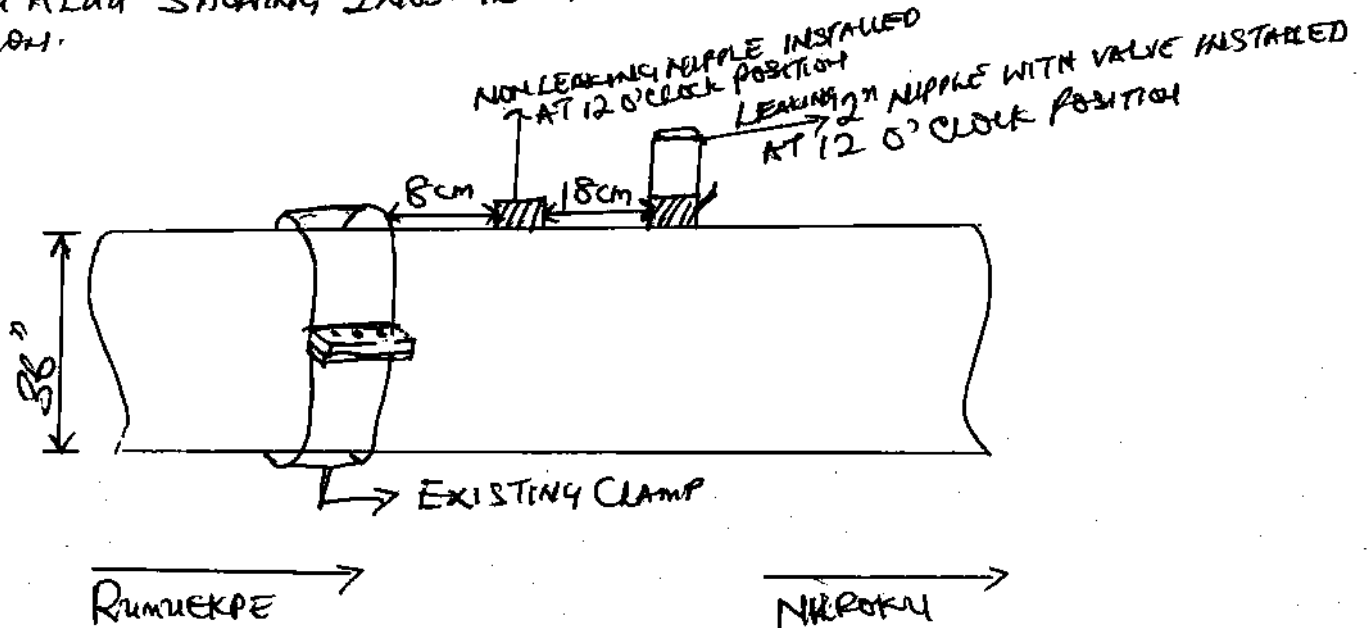 SHOWING
NON LEAKING NIPPLE INSTALLED
AT 12 O'CLOCK POSITION
LEAKING 2" NIPPLE WITH VALVE INSTALLED
AT 12 O'CLOCK POSITION
8cm
18cm
36"
EXISTING CLAMP
RUMUEKPE
NKPOKU